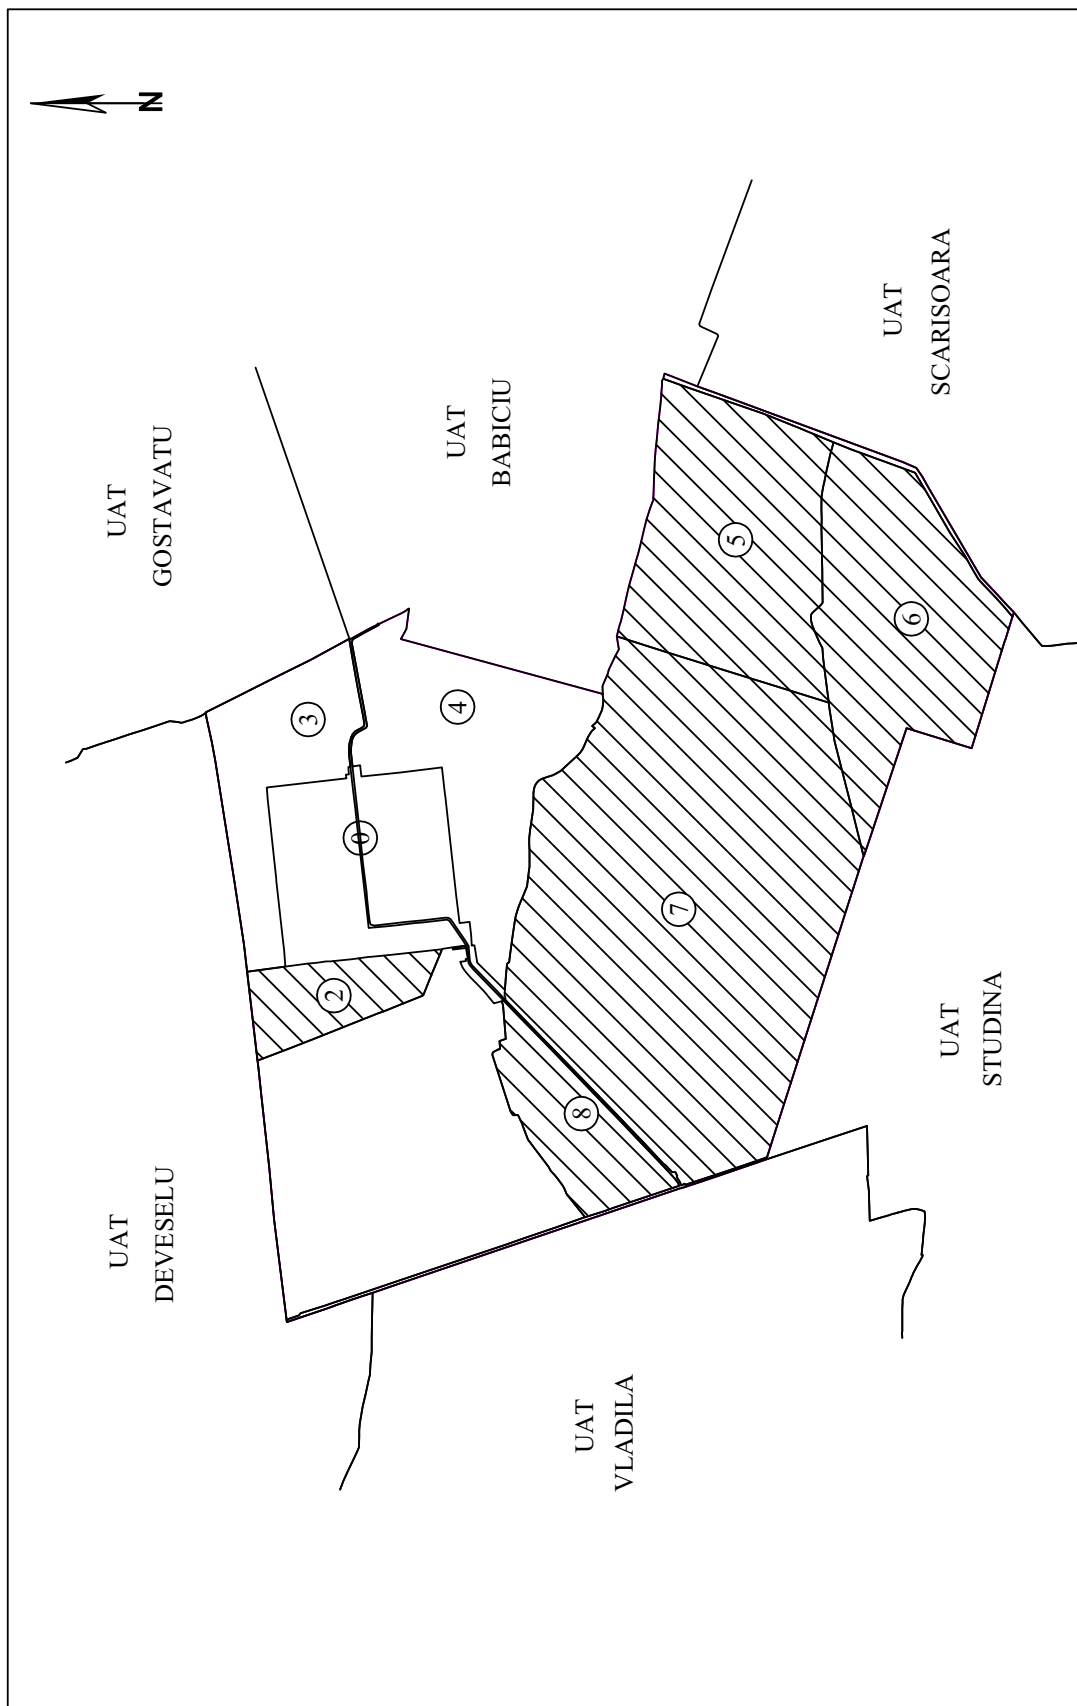 N
UAT
GOSTAVATU
UAT
DEVESELU
UAT
BABICIU
UAT
SCARISOARA
UAT
STUDINA
UAT
VLADILA
3
4
0
2
5
6
7
8